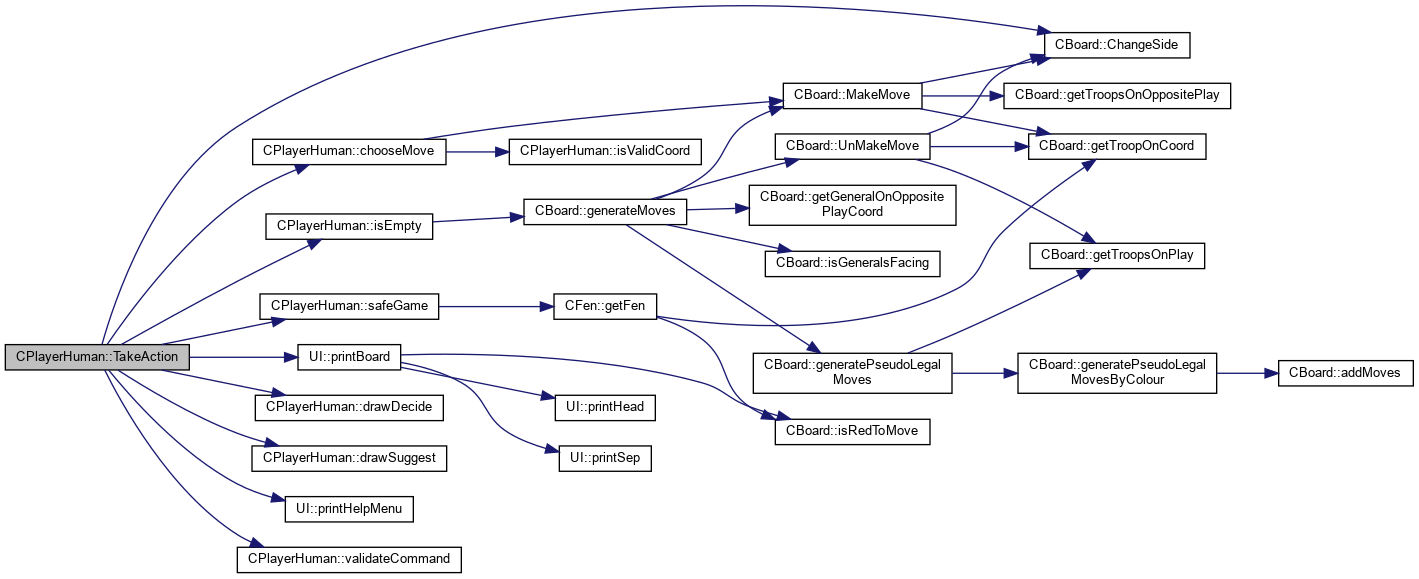 CPlayerHuman::TakeAction
CPlayerHuman::chooseMove
CPlayerHuman::isEmpty
CPlayerHuman::safeGame
UI::printBoard
CPlayerHuman::drawDecide
CPlayerHuman::drawSuggest
UI::printHelpMenu
CPlayerHuman::validateCommand
CPlayerHuman::isValidCoord
CBoard::generateMoves
CFen::getFen
UI::printHead
UI::printSep
CBoard::MakeMove
CBoard::UnMakeMove
CBoard::getGeneralOnOpposite
PlayCoord
CBoard::isGeneralsFacing
CBoard::generatePseudoLegal
Moves
CBoard::isRedToMove
CBoard::ChangeSide
CBoard::getTroopsOnOppositePlay
CBoard::getTroopOnCoord
CBoard::getTroopsOnPlay
CBoard::generatePseudoLegal
MovesByColour
CBoard::addMoves